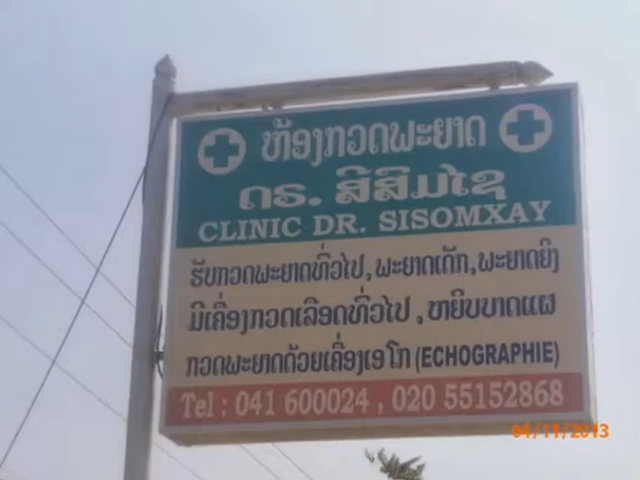 ຫ້ອງກວດພະຍາດ
ດຣ. ສີສົມໄຊ
CLINIC DR. SISOMXAY
ຮັບກວດພະຍາດທົ່ວໄປ, ພະຍາດເດັກ, ພະຍາດຍິງ
ມີເຄື່ອງກວດເລືອດທົ່ວໄປ, ຫຍິບບາດແຜ
ກວດພະຍາດດ້ວຍເຄື່ອງເອໂກ (ECHOGRAPHIE)
Tel : 041 600024 , 020 55152868
04/11/2013